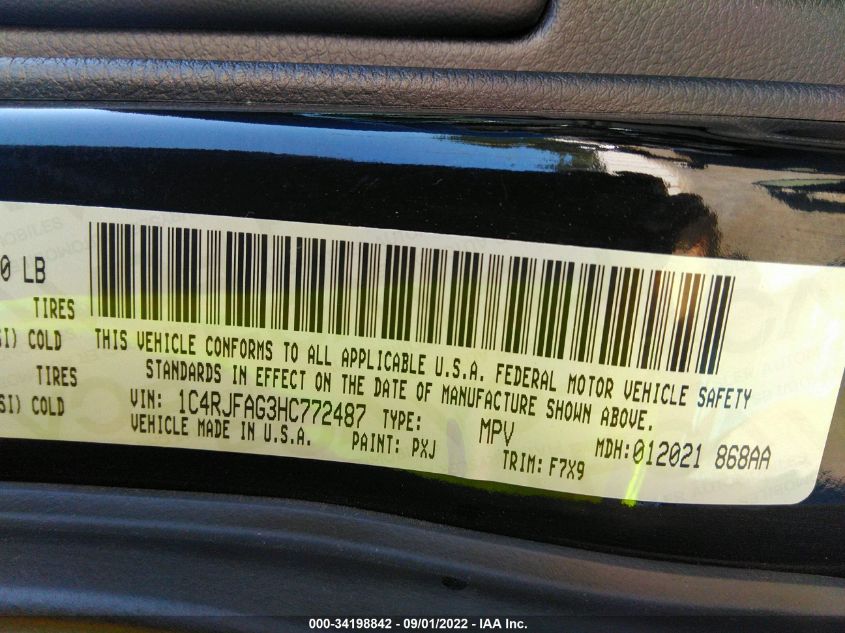 0 LB
TIRES
SI) COLD
TIRES
SI) COLD
THIS VEHICLE CONFORMS TO ALL APPLICABLE U.S.A. FEDERAL MOTOR VEHICLE SAFETY
STANDARDS IN EFFECT ON THE DATE OF MANUFACTURE SHOWN ABOVE.
VIN: 1C4RJFAG3HC772487 TYPE: MPV MDH:012021 868AA
VEHICLE MADE IN U.S.A. PAINT: PXJ TRIM: F7X9
000-34198842 - 09/01/2022 - IAA Inc.